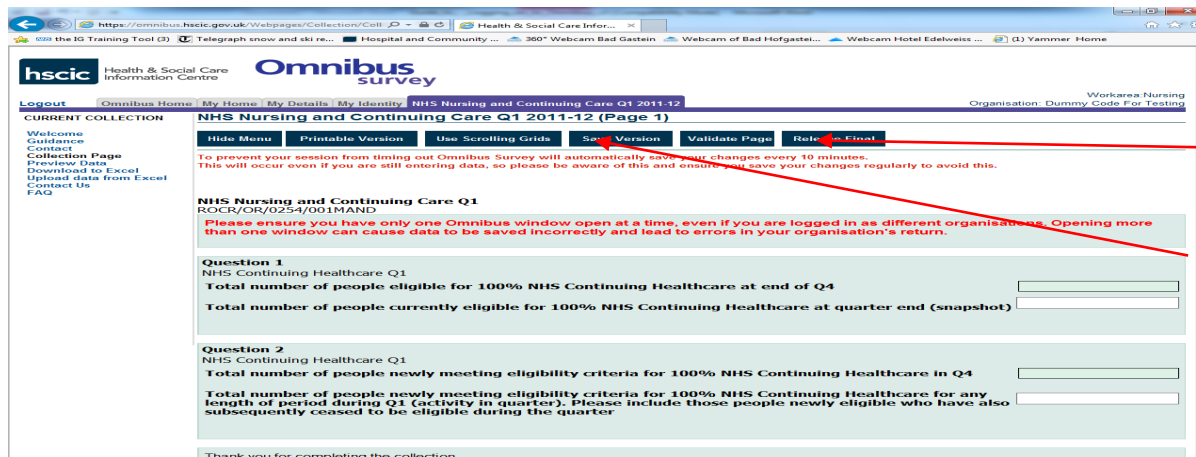 https://omnibus.hscic.gov.uk/Webpages/Collection/Coll
Health & Social Care Infor...
the IG Training Tool (3) Telegraph snow and ski re... Hospital and Community ... 360° Webcam Bad Gastein Webcam of Bad Hofgastei... Webcam Hotel Edelweiss ... (1) Yammer Home
hscic Health & Social Care
Information Centre
Omnibus
survey
Workarea:Nursing
Logout Omnibus Home My Home My Details My Identity NHS Nursing and Continuing Care Q1 2011-12 Organisation: Dummy Code For Testing
CURRENT COLLECTION
Welcome
Guidance
Contact
Collection Page
Preview Data
Download to Excel
Upload data from Excel
Contact Us
FAQ
NHS Nursing and Continuing Care Q1 2011-12 (Page 1)
Hide Menu Printable Version Use Scrolling Grids Save Version Validate Page Release Final
To prevent your session from timing out Omnibus Survey will automatically save your changes every 10 minutes.
This will occur even if you are still entering data, so please be aware of this and ensure you save your changes regularly to avoid this.
NHS Nursing and Continuing Care Q1
ROCR/OR/0254/001MAND
Please ensure you have only one Omnibus window open at a time, even if you are logged in as different organisations. Opening more
than one window can cause data to be saved incorrectly and lead to errors in your organisation's return.
Question 1
NHS Continuing Healthcare Q1
Total number of people eligible for 100% NHS Continuing Healthcare at end of Q4
Total number of people currently eligible for 100% NHS Continuing Healthcare at quarter end (snapshot)
Question 2
NHS Continuing Healthcare Q1
Total number of people newly meeting eligibility criteria for 100% NHS Continuing Healthcare in Q4
Total number of people newly meeting eligibility criteria for 100% NHS Continuing Healthcare for any
length of period during Q1 (activity in quarter). Please include those people newly eligible who have also
subsequently ceased to be eligible during the quarter
Thank you for completing the collection